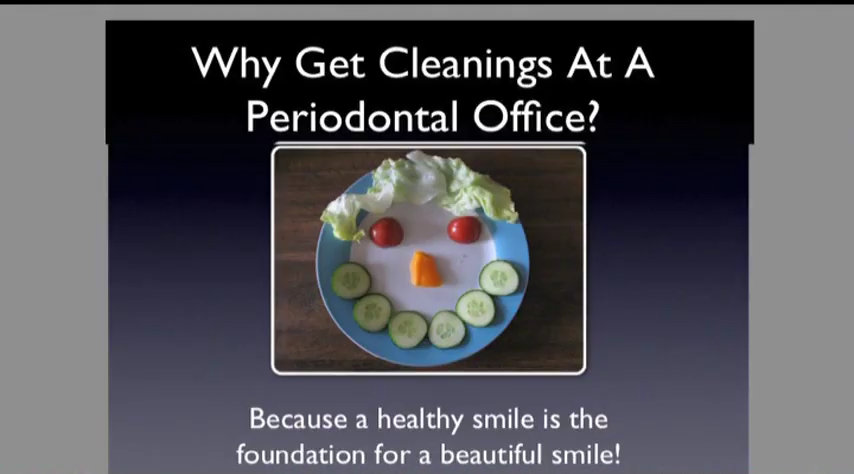 Why Get Cleanings At A
Periodontal Office?
Because a healthy smile is the
foundation for a beautiful smile!